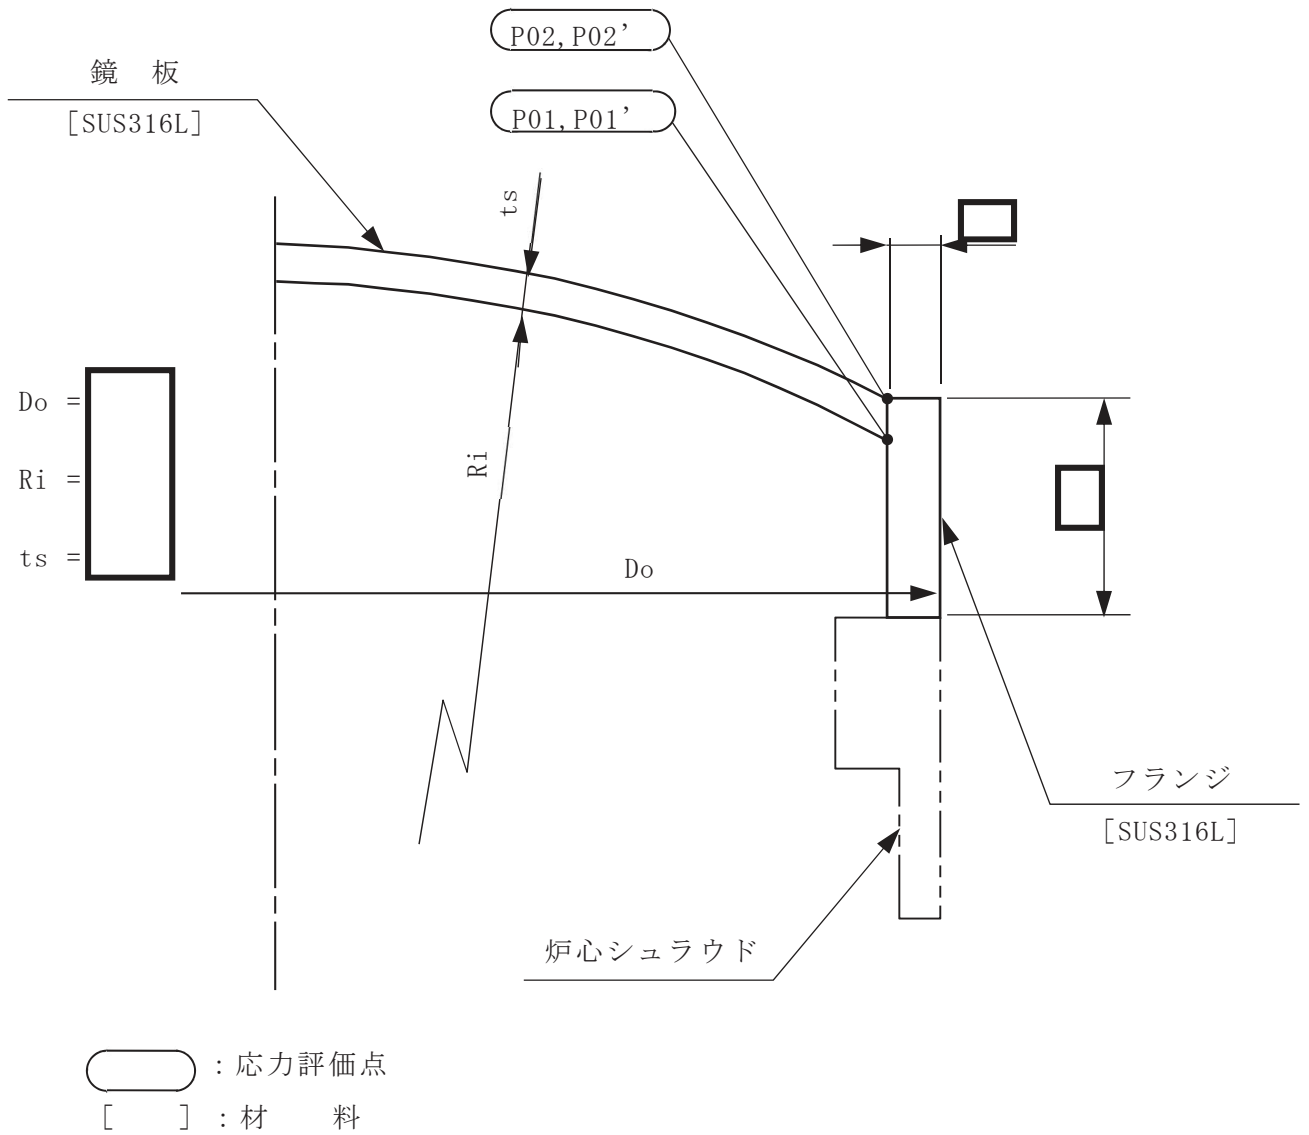 P02,P02’
鏡　板
[SUS316L]
P01,P01’
ts
Do =
Ri =
ts =
Ri
Do
フランジ
[SUS316L]
炉心シュラウド
：応力評価点
[　　]：材　　料